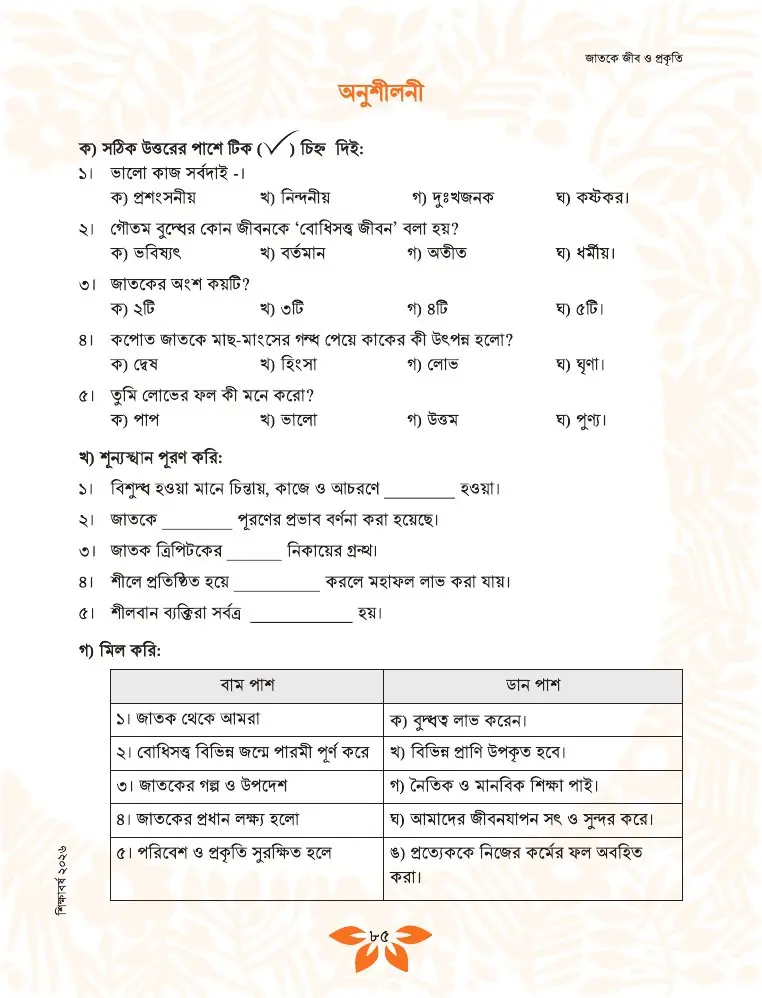 জাতকে জীব ও প্রকৃতি
অনুশীলনী
ক) সঠিক উত্তরের পাশে টিক (✓) চিহ্ন দিই:
১। ভালো কাজ সর্বদাই -।
ক) প্রশংসনীয় খ) নিন্দনীয় গ) দুঃখজনক ঘ) কষ্টকর।
২। গৌতম বুদ্ধের কোন জীবনকে ‘বোধিসত্ত্ব জীবন’ বলা হয়?
ক) ভবিষ্যৎ খ) বর্তমান গ) অতীত ঘ) ধর্মীয়।
৩। জাতকের অংশ কয়টি?
ক) ২টি খ) ৩টি গ) ৪টি ঘ) ৫টি।
৪। কপোত জাতকে মাছ-মাংসের গন্ধ পেয়ে কাকের কী উৎপন্ন হলো?
ক) দ্বেষ খ) হিংসা গ) লোভ ঘ) ঘৃণা।
৫। তুমি লোভের ফল কী মনে করো?
ক) পাপ খ) ভালো গ) উত্তম ঘ) পুণ্য।
খ) শূন্যস্থান পূরণ করি:
১। বিশুদ্ধ হওয়া মানে চিন্তায়, কাজে ও আচরণে ________ হওয়া।
২। জাতকে ________ পূরণের প্রভাব বর্ণনা করা হয়েছে।
৩। জাতক ত্রিপিটকের ______ নিকায়ের গ্রন্থ।
৪। শীলে প্রতিষ্ঠিত হয়ে __________ করলে মহাফল লাভ করা যায়।
৫। শীলবান ব্যক্তিরা সর্বত্র ____________ হয়।
গ) মিল করি:
বাম পাশ ডান পাশ
১। জাতক থেকে আমরা ক) বুদ্ধত্ব লাভ করেন।
২। বোধিসত্ত্ব বিভিন্ন জন্মে পারমী পূর্ণ করে খ) বিভিন্ন প্রাণি উপকৃত হবে।
৩। জাতকের গল্প ও উপদেশ গ) নৈতিক ও মানবিক শিক্ষা পাই।
৪। জাতকের প্রধান লক্ষ্য হলো ঘ) আমাদের জীবনযাপন সৎ ও সুন্দর করে।
৫। পরিবেশ ও প্রকৃতি সুরক্ষিত হলে ঙ) প্রত্যেককে নিজের কর্মের ফল অবহিত
করা।
শিক্ষাবর্ষ ২০২৬
৮৫